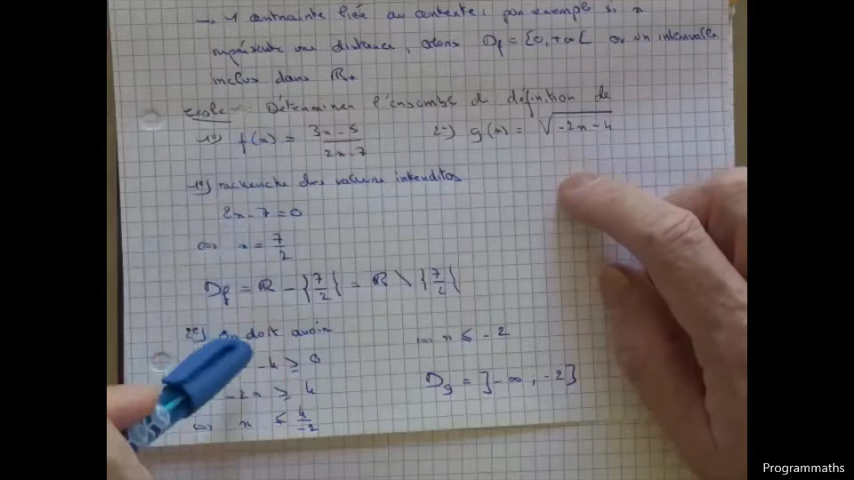 → 1 contrainte liée au contexte, par exemple si x
représente une distance, alors Df = [0, +∞[ ou un intervalle
inclus dans R+
Déterminer l'ensemble de définition de
1°) f(x) = 3x - 5 / 2x - 7 2°) g(x) = √-2x - 4
1°) recherche des valeurs interdites
2x - 7 = 0
⇔ x = 7/2
Df = R - {7/2} = R \ {7/2}
2°) On doit avoir
-4 ≥ 0
-2x ≥ 4
⇔ x ≤ 4/-2
⇔ x ≤ -2
Dg = ]-∞, -2]
Programmaths